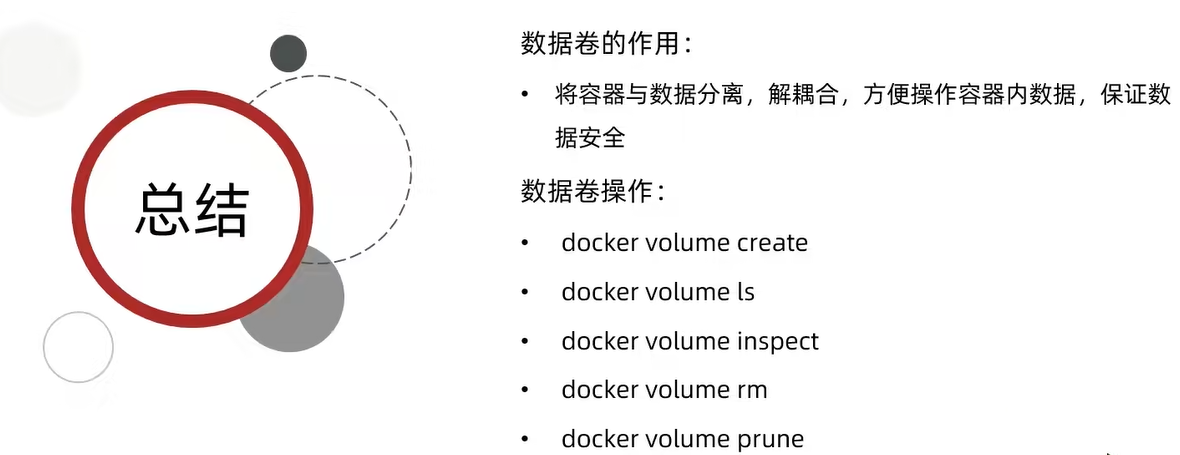 总结
数据卷的作用：
• 将容器与数据分离，解耦合，方便操作容器内数据，保证数
据安全
数据卷操作：
• docker volume create
• docker volume ls
• docker volume inspect
• docker volume rm
• docker volume prune